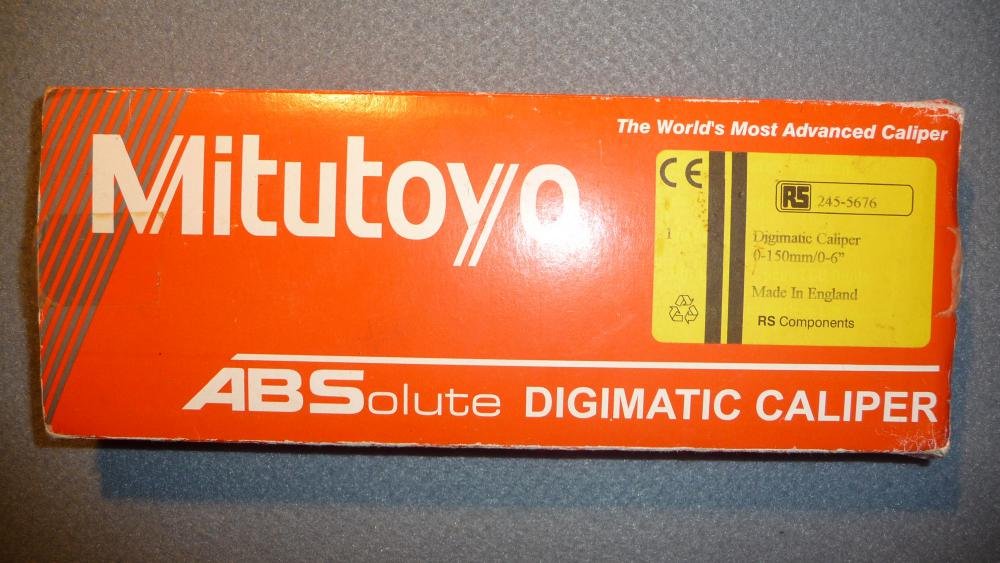 Mitutoyo
The World's Most Advanced Caliper
CE
RS 245-5676
1
Digimatic Caliper
0-150mm/0-6"
Made In England
RS Components
ABSolute DIGIMATIC CALIPER